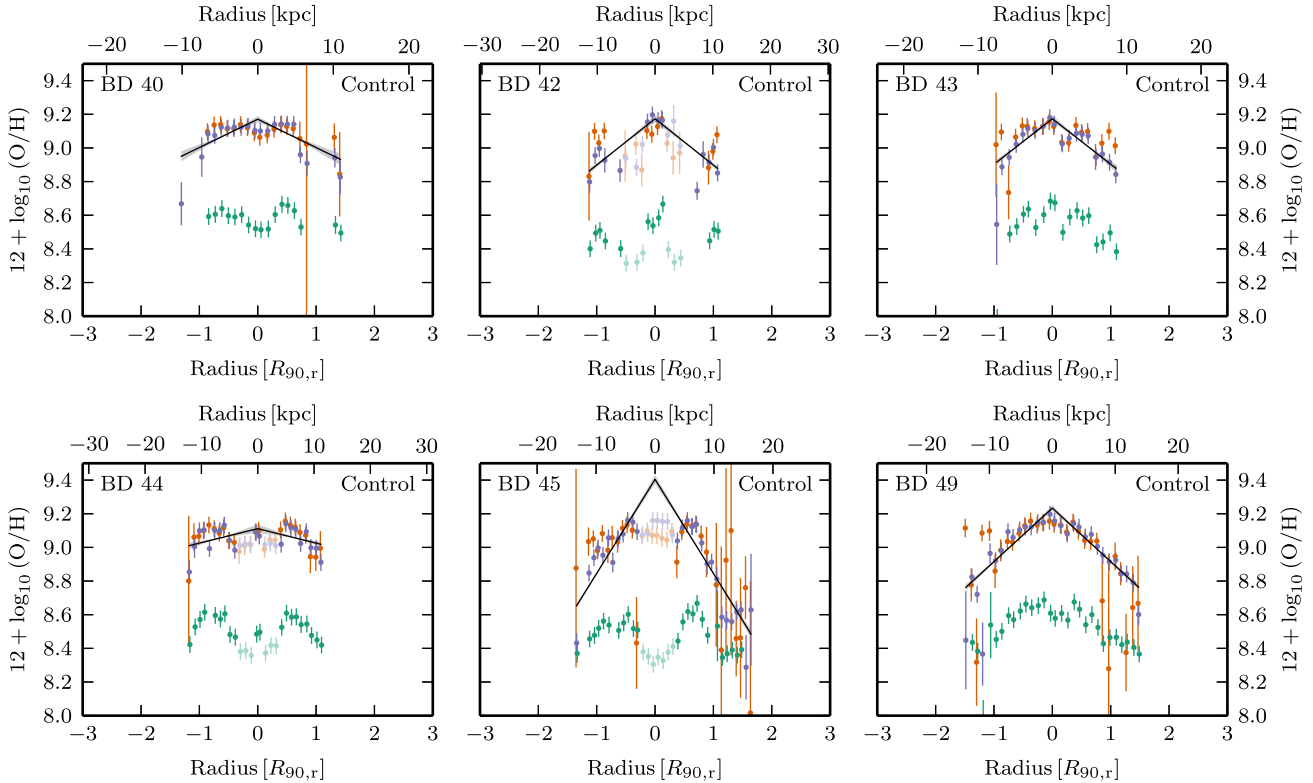 Radius [kpc] Radius [kpc] Radius [kpc]
−20 −10 0 10 20 −30 −20 −10 0 10 20 30 −20 −10 0 10 20
BD 40 Control BD 42 Control BD 43 Control
9.4 9.4
9.2 9.2
9.0 9.0
8.8 8.8
8.6 8.6
8.4 8.4
8.2 8.2
8.0 8.0
12 + log₁₀ (O/H) 12 + log₁₀ (O/H)
−3 −2 −1 0 1 2 3 −3 −2 −1 0 1 2 3 −3 −2 −1 0 1 2 3
Radius [R₉₀,ᵣ] Radius [R₉₀,ᵣ] Radius [R₉₀,ᵣ]
Radius [kpc] Radius [kpc] Radius [kpc]
−30 −20 −10 0 10 20 30 −20 −10 0 10 20 −20 −10 0 10 20
BD 44 Control BD 45 Control BD 49 Control
9.4 9.4
9.2 9.2
9.0 9.0
8.8 8.8
8.6 8.6
8.4 8.4
8.2 8.2
8.0 8.0
12 + log₁₀ (O/H) 12 + log₁₀ (O/H)
−3 −2 −1 0 1 2 3 −3 −2 −1 0 1 2 3 −3 −2 −1 0 1 2 3
Radius [R₉₀,ᵣ] Radius [R₉₀,ᵣ] Radius [R₉₀,ᵣ]